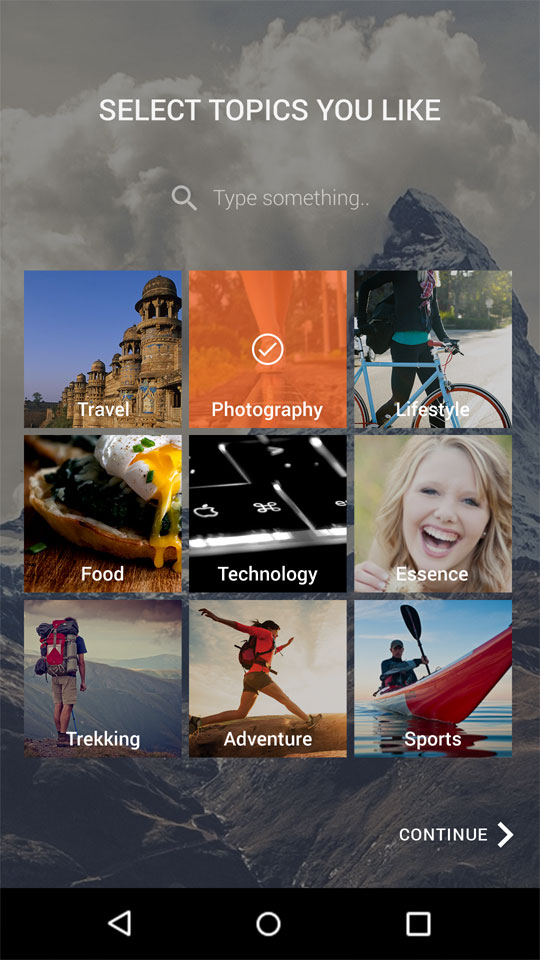 SELECT TOPICS YOU LIKE
Type something..
Travel
Photography
Lifestyle
Food
Technology
Essence
Trekking
Adventure
Sports
CONTINUE